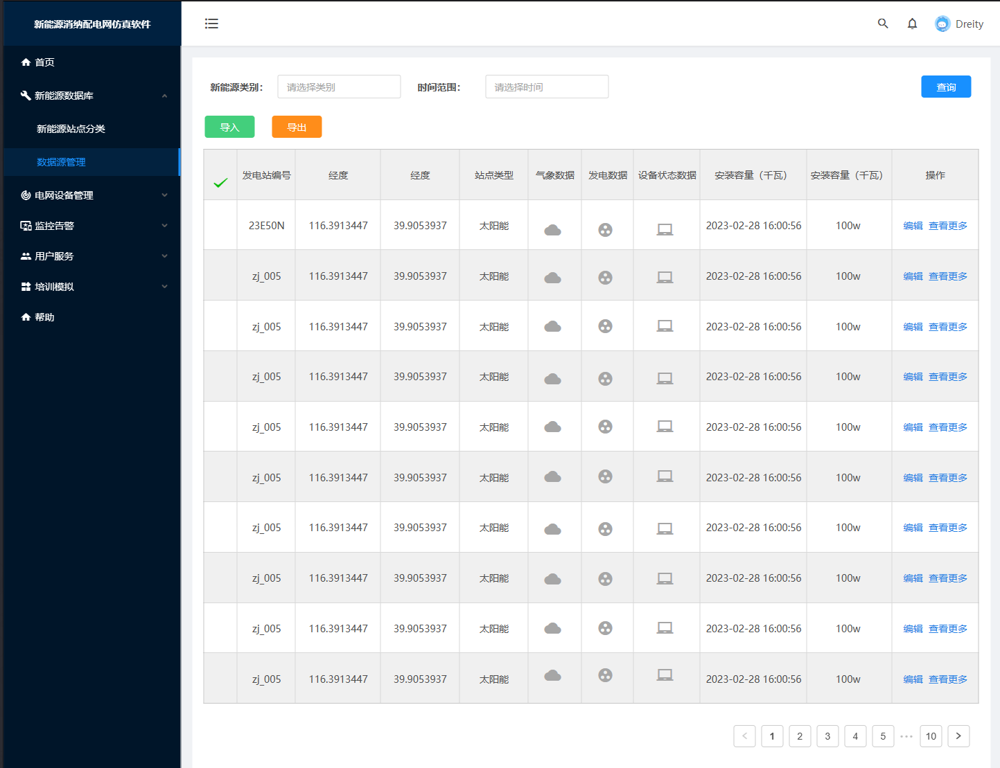 新能源消纳配电网仿真软件
Dreity
首页
新能源数据库
新能源站点分类
数据源管理
电网设备管理
监控告警
用户服务
培训模拟
帮助
新能源类别： 请选择类别 时间范围： 请选择时间 查询
导入 导出
发电站编号 经度 经度 站点类型 气象数据 发电数据 设备状态数据 安装容量（千瓦） 安装容量（千瓦） 操作
23E50N 116.3913447 39.9053937 太阳能 2023-02-28 16:00:56 100w 编辑 查看更多
zj_005 116.3913447 39.9053937 太阳能 2023-02-28 16:00:56 100w 编辑 查看更多
zj_005 116.3913447 39.9053937 太阳能 2023-02-28 16:00:56 100w 编辑 查看更多
zj_005 116.3913447 39.9053937 太阳能 2023-02-28 16:00:56 100w 编辑 查看更多
zj_005 116.3913447 39.9053937 太阳能 2023-02-28 16:00:56 100w 编辑 查看更多
zj_005 116.3913447 39.9053937 太阳能 2023-02-28 16:00:56 100w 编辑 查看更多
zj_005 116.3913447 39.9053937 太阳能 2023-02-28 16:00:56 100w 编辑 查看更多
zj_005 116.3913447 39.9053937 太阳能 2023-02-28 16:00:56 100w 编辑 查看更多
zj_005 116.3913447 39.9053937 太阳能 2023-02-28 16:00:56 100w 编辑 查看更多
zj_005 116.3913447 39.9053937 太阳能 2023-02-28 16:00:56 100w 编辑 查看更多
< 1 2 3 4 5 ••• 10 >